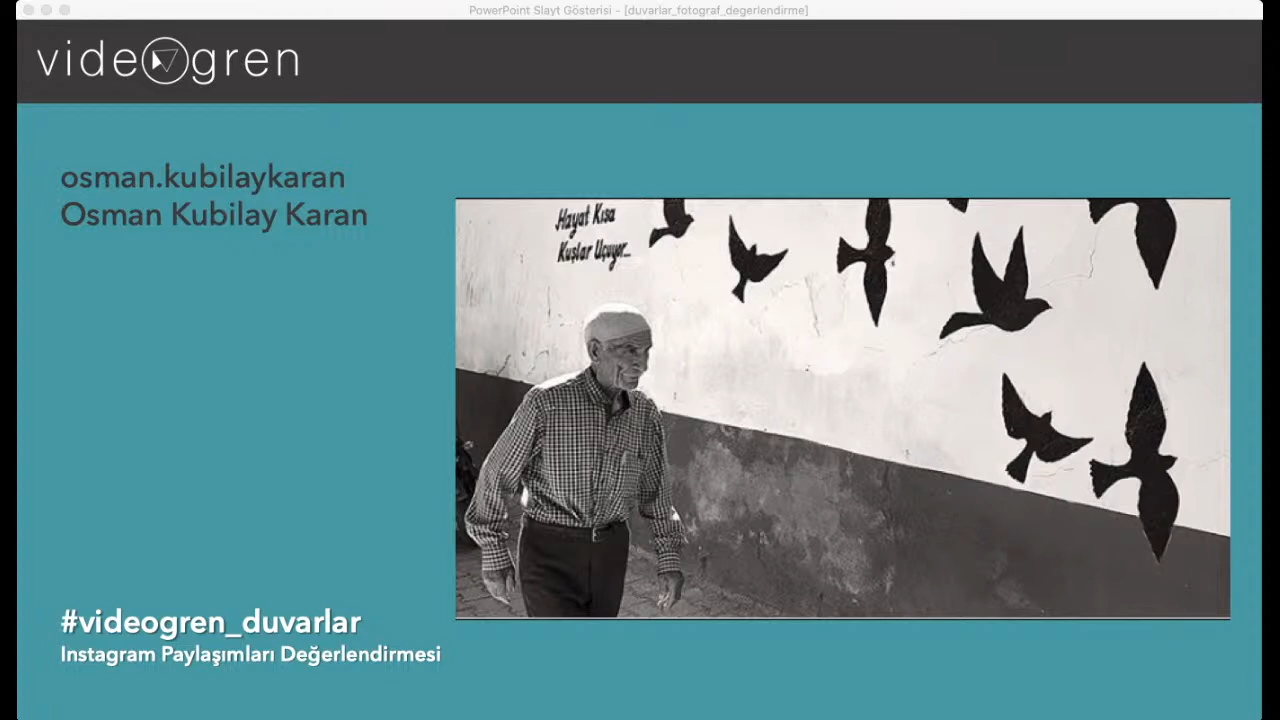 PowerPoint Slayt Gösterisi - [duvarlar_fotograf_degerlendirme]
videogren
osman.kubilaykaran
Osman Kubilay Karan
Hayat Kısa
Kuşlar Uçuyor...
#videogren_duvarlar
Instagram Paylaşımları Değerlendirmesi